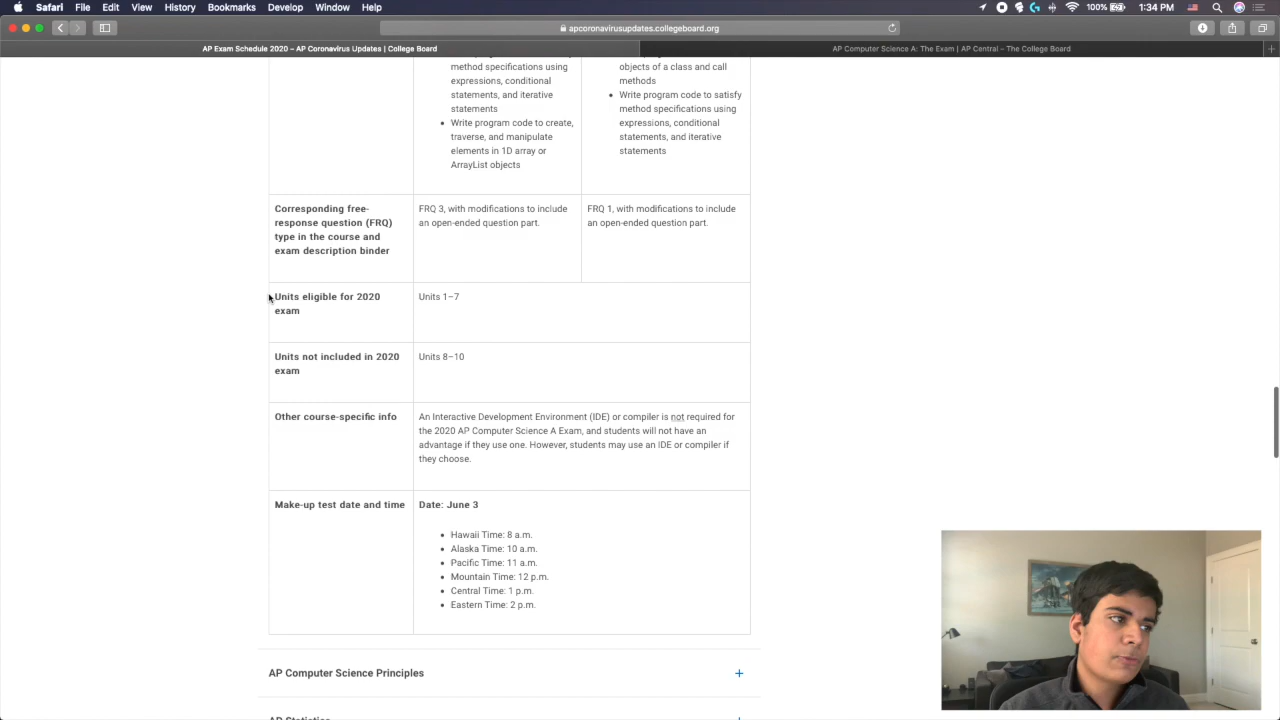 Safari File Edit View History Bookmarks Develop Window Help 100% 1:34 PM
apcoronavirusupdates.collegeboard.org
AP Exam Schedule 2020 – AP Coronavirus Updates | College Board
AP Computer Science A: The Exam | AP Central – The College Board
method specifications using
expressions, conditional
statements, and iterative
statements
• Write program code to create,
traverse, and manipulate
elements in 1D array or
ArrayList objects
objects of a class and call
methods
• Write program code to satisfy
method specifications using
expressions, conditional
statements, and iterative
statements
Corresponding free-
response question (FRQ)
type in the course and
exam description binder
FRQ 3, with modifications to include
an open-ended question part.
FRQ 1, with modifications to include
an open-ended question part.
Units eligible for 2020
exam
Units 1–7
Units not included in 2020
exam
Units 8–10
Other course-specific info
An Interactive Development Environment (IDE) or compiler is not required for
the 2020 AP Computer Science A Exam, and students will not have an
advantage if they use one. However, students may use an IDE or compiler if
they choose.
Make-up test date and time
Date: June 3
• Hawaii Time: 8 a.m.
• Alaska Time: 10 a.m.
• Pacific Time: 11 a.m.
• Mountain Time: 12 p.m.
• Central Time: 1 p.m.
• Eastern Time: 2 p.m.
AP Computer Science Principles
AP Statistics